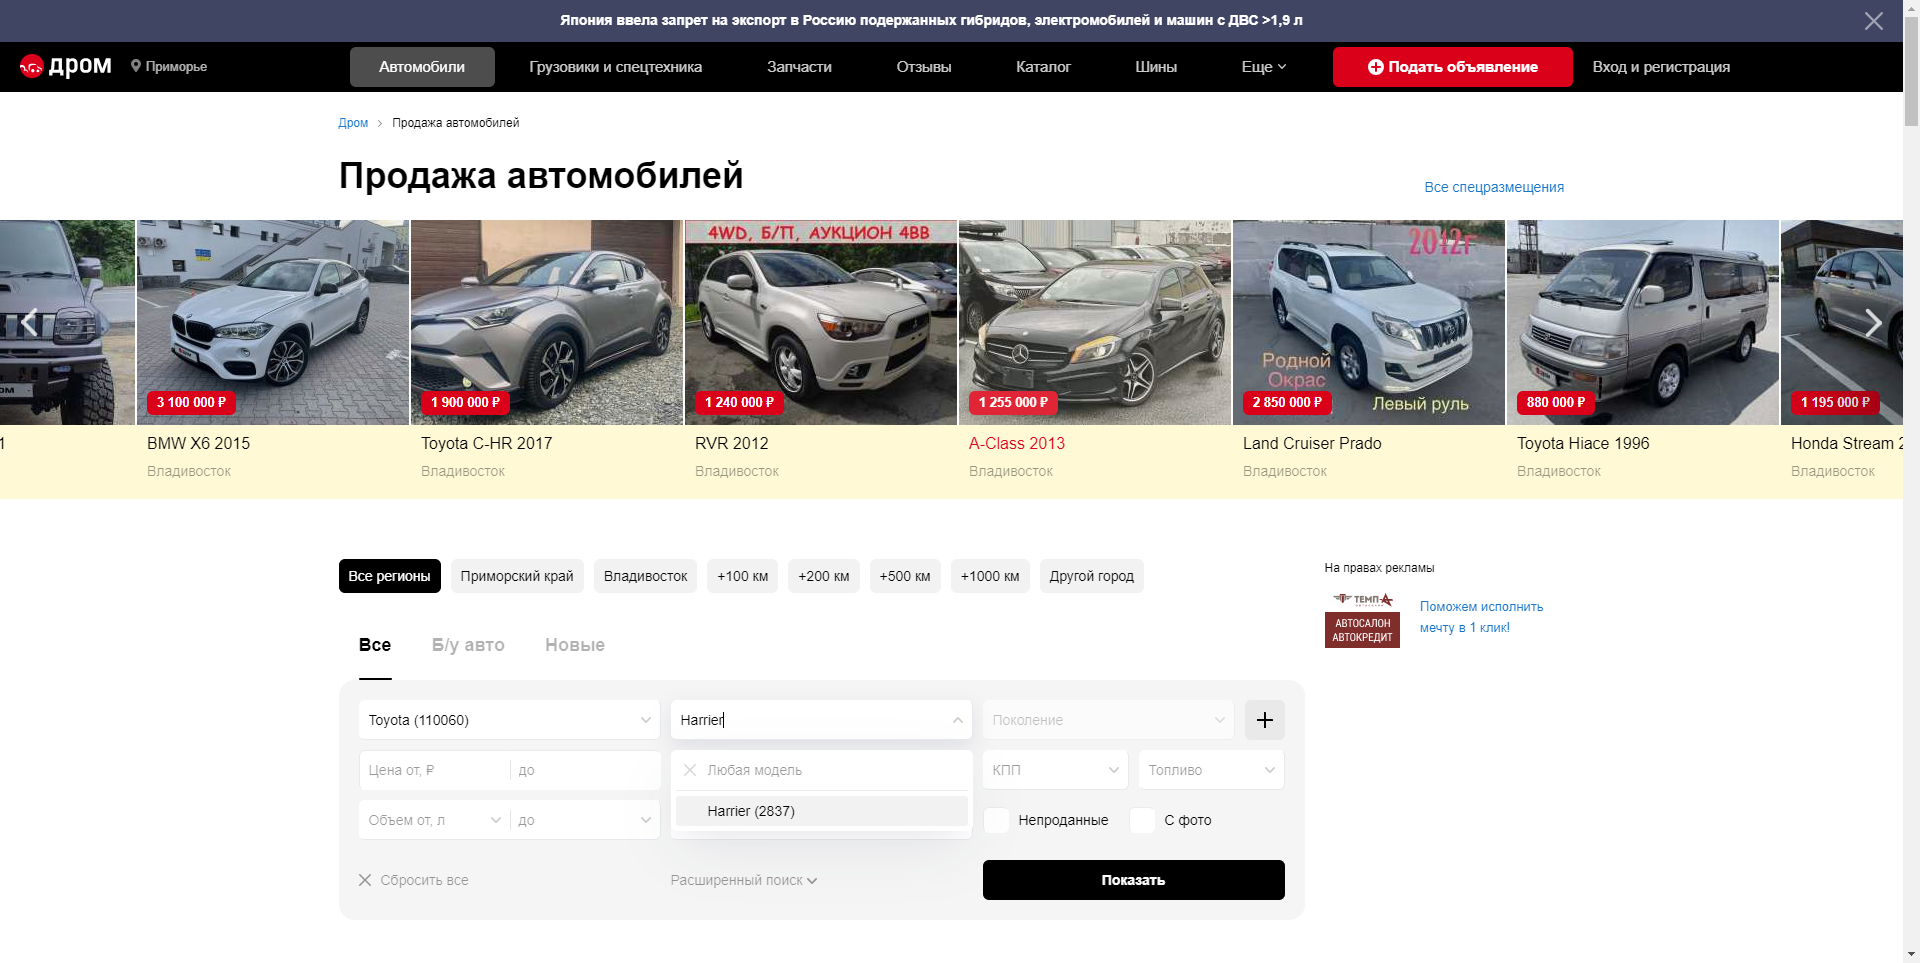 Япония ввела запрет на экспорт в Россию подержанных гибридов, электромобилей и машин с ДВС >1,9 л
дром Приморье Автомобили Грузовики и спецтехника Запчасти Отзывы Каталог Шины Еще Подать объявление Вход и регистрация
Дром > Продажа автомобилей
Продажа автомобилей
Все спецразмещения
4WD, Б/П, АУКЦИОН 4ВВ
2012г
Родной
Окрас
Левый руль
3 100 000 ₽ 1 900 000 ₽ 1 240 000 ₽ 1 255 000 ₽ 2 850 000 ₽ 880 000 ₽ 1 195 000 ₽
1 BMW X6 2015 Toyota C-HR 2017 RVR 2012 A-Class 2013 Land Cruiser Prado Toyota Hiace 1996 Honda Stream 2
Владивосток Владивосток Владивосток Владивосток Владивосток Владивосток Владивосток
Все регионы Приморский край Владивосток +100 км +200 км +500 км +1000 км Другой город
На правах рекламы
ТЕМП-А
АВТОСАЛОН
АВТОКРЕДИТ
Поможем исполнить
мечту в 1 клик!
Все Б/у авто Новые
Toyota (110060) Harrier Поколение
Цена от, ₽ до Любая модель КПП Топливо
Harrier (2837)
Объем от, л до Непроданные С фото
Сбросить все Расширенный поиск Показать